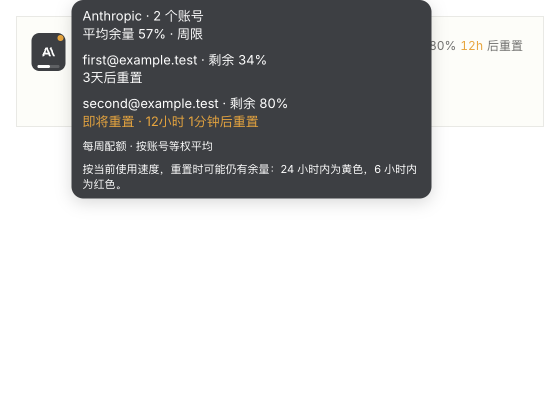 Anthropic · 2 个账号
平均余量 57% · 周限
first@example.test · 剩余 34%
3天后重置
second@example.test · 剩余 80%
即将重置 · 12小时 1分钟后重置
每周配额 · 按账号等权平均
按当前使用速度，重置时可能仍有余量：24 小时内为黄色，6 小时内
为红色。
80% 12h 后重置